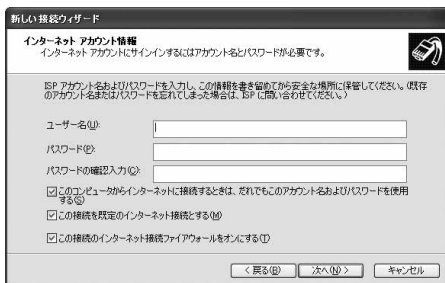 新しい接続ウィザード
インターネット アカウント情報
インターネット アカウントにサインインするにはアカウント名とパスワードが必要です。
ISP アカウント名およびパスワードを入力し、この情報を書き留めてから安全な場所に保管してください。(既存
のアカウント名またはパスワードを忘れてしまった場合は、ISP に問い合わせてください。)
ユーザー名(U):
パスワード(P):
パスワードの確認入力(C):
このコンピュータからインターネットに接続するときは、だれでもこのアカウント名およびパスワードを使用
する(S)
この接続を既定のインターネット接続とする(M)
この接続のインターネット接続ファイアウォールをオンにする(T)
< 戻る(B)
次へ(N) >
キャンセル